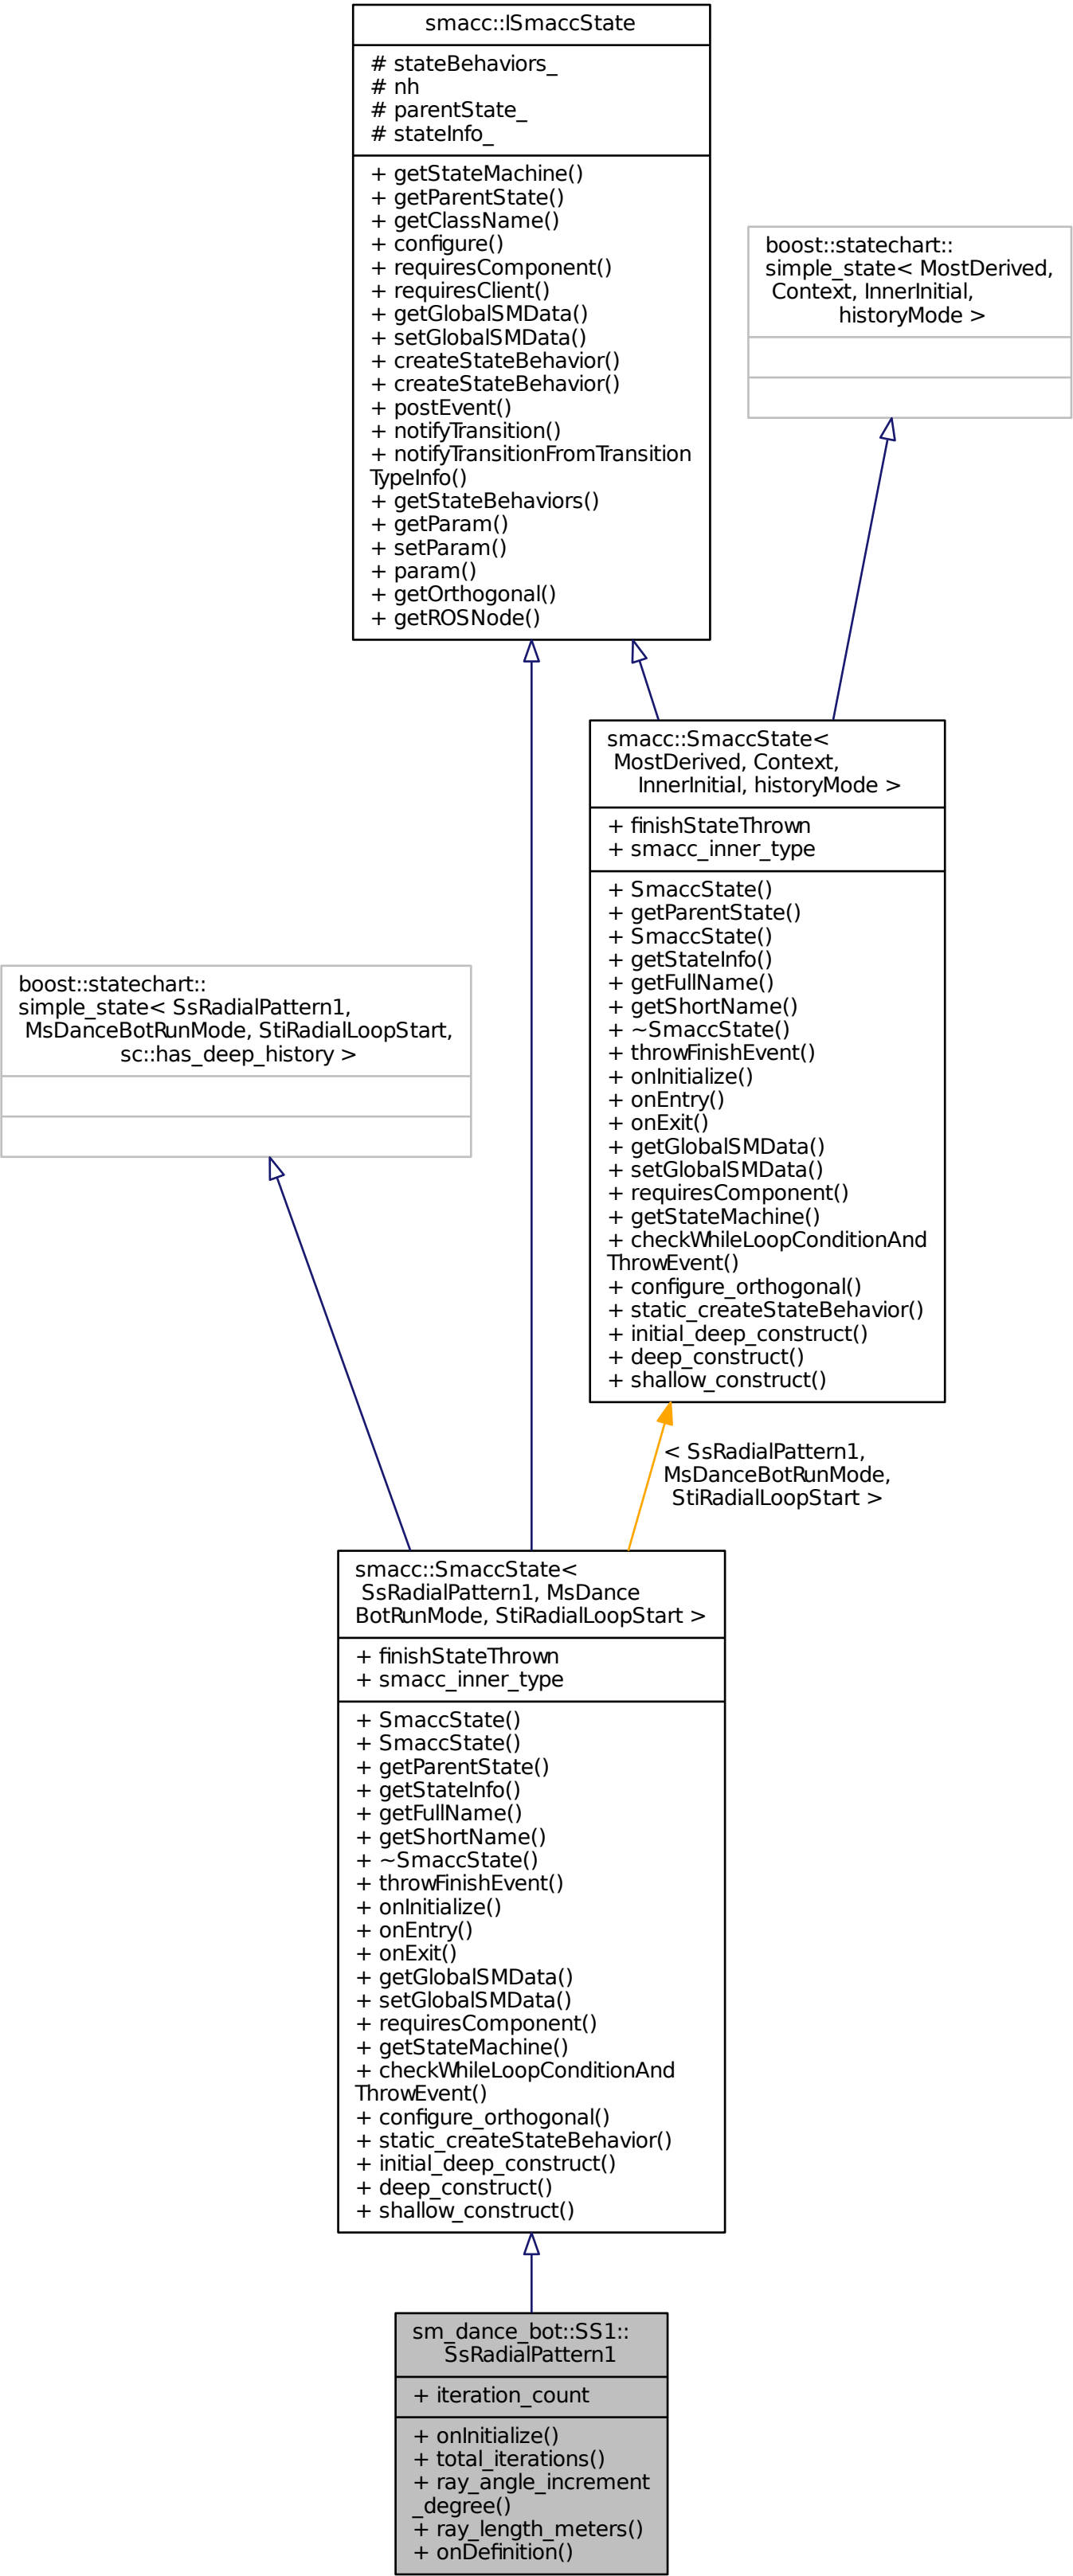 smacc::ISmaccState
# stateBehaviors_
# nh
# parentState_
# stateInfo_
+ getStateMachine()
+ getParentState()
+ getClassName()
+ configure()
+ requiresComponent()
+ requiresClient()
+ getGlobalSMData()
+ setGlobalSMData()
+ createStateBehavior()
+ createStateBehavior()
+ postEvent()
+ notifyTransition()
+ notifyTransitionFromTransition
TypeInfo()
+ getStateBehaviors()
+ getParam()
+ setParam()
+ param()
+ getOrthogonal()
+ getROSNode()
boost::statechart::
simple_state< MostDerived,
Context, InnerInitial,
historyMode >
smacc::SmaccState<
MostDerived, Context,
InnerInitial, historyMode >
+ finishStateThrown
+ smacc_inner_type
+ SmaccState()
+ getParentState()
+ SmaccState()
+ getStateInfo()
+ getFullName()
+ getShortName()
+ ~SmaccState()
+ throwFinishEvent()
+ onInitialize()
+ onEntry()
+ onExit()
+ getGlobalSMData()
+ setGlobalSMData()
+ requiresComponent()
+ getStateMachine()
+ checkWhileLoopConditionAnd
ThrowEvent()
+ configure_orthogonal()
+ static_createStateBehavior()
+ initial_deep_construct()
+ deep_construct()
+ shallow_construct()
boost::statechart::
simple_state< SsRadialPattern1,
MsDanceBotRunMode, StiRadialLoopStart,
sc::has_deep_history >
< SsRadialPattern1,
MsDanceBotRunMode,
StiRadialLoopStart >
smacc::SmaccState<
SsRadialPattern1, MsDance
BotRunMode, StiRadialLoopStart >
+ finishStateThrown
+ smacc_inner_type
+ SmaccState()
+ SmaccState()
+ getParentState()
+ getStateInfo()
+ getFullName()
+ getShortName()
+ ~SmaccState()
+ throwFinishEvent()
+ onInitialize()
+ onEntry()
+ onExit()
+ getGlobalSMData()
+ setGlobalSMData()
+ requiresComponent()
+ getStateMachine()
+ checkWhileLoopConditionAnd
ThrowEvent()
+ configure_orthogonal()
+ static_createStateBehavior()
+ initial_deep_construct()
+ deep_construct()
+ shallow_construct()
sm_dance_bot::SS1::
SsRadialPattern1
+ iteration_count
+ onInitialize()
+ total_iterations()
+ ray_angle_increment
_degree()
+ ray_length_meters()
+ onDefinition()